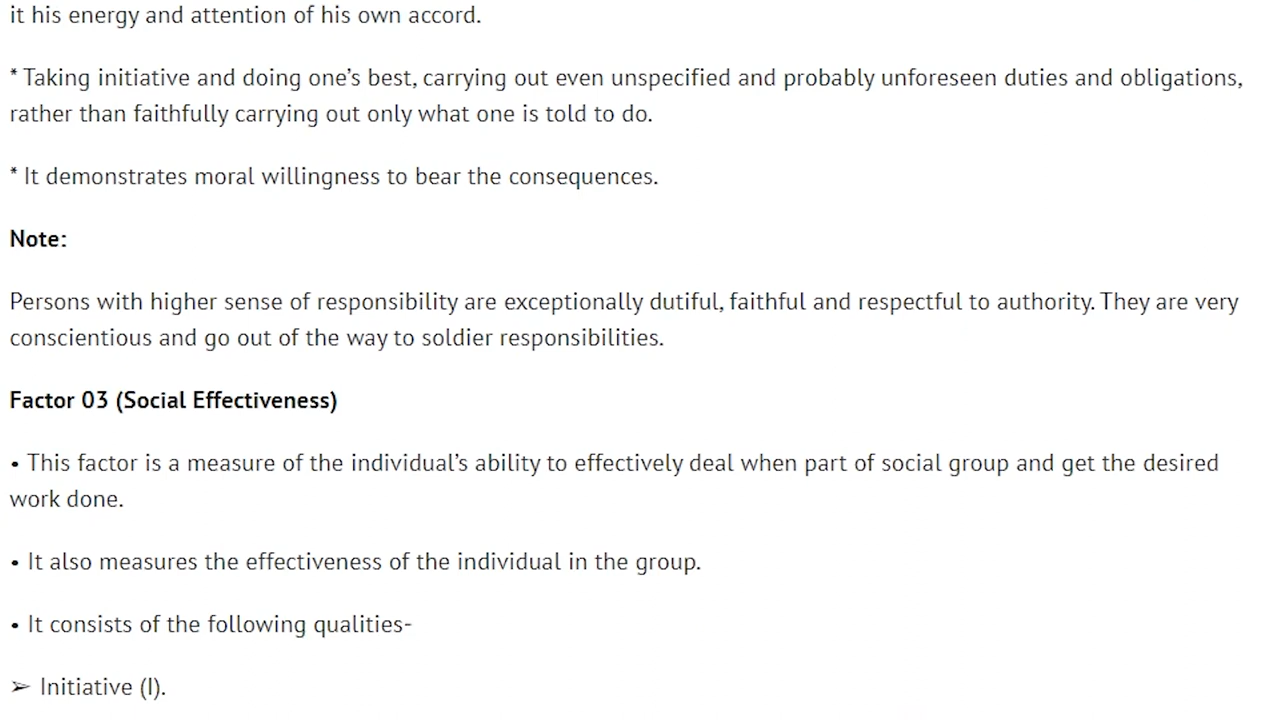 it his energy and attention of his own accord.
* Taking initiative and doing one’s best, carrying out even unspecified and probably unforeseen duties and obligations,
rather than faithfully carrying out only what one is told to do.
* It demonstrates moral willingness to bear the consequences.
Note:
Persons with higher sense of responsibility are exceptionally dutiful, faithful and respectful to authority. They are very
conscientious and go out of the way to soldier responsibilities.
Factor 03 (Social Effectiveness)
• This factor is a measure of the individual’s ability to effectively deal when part of social group and get the desired
work done.
• It also measures the effectiveness of the individual in the group.
• It consists of the following qualities-
➢ Initiative (I).